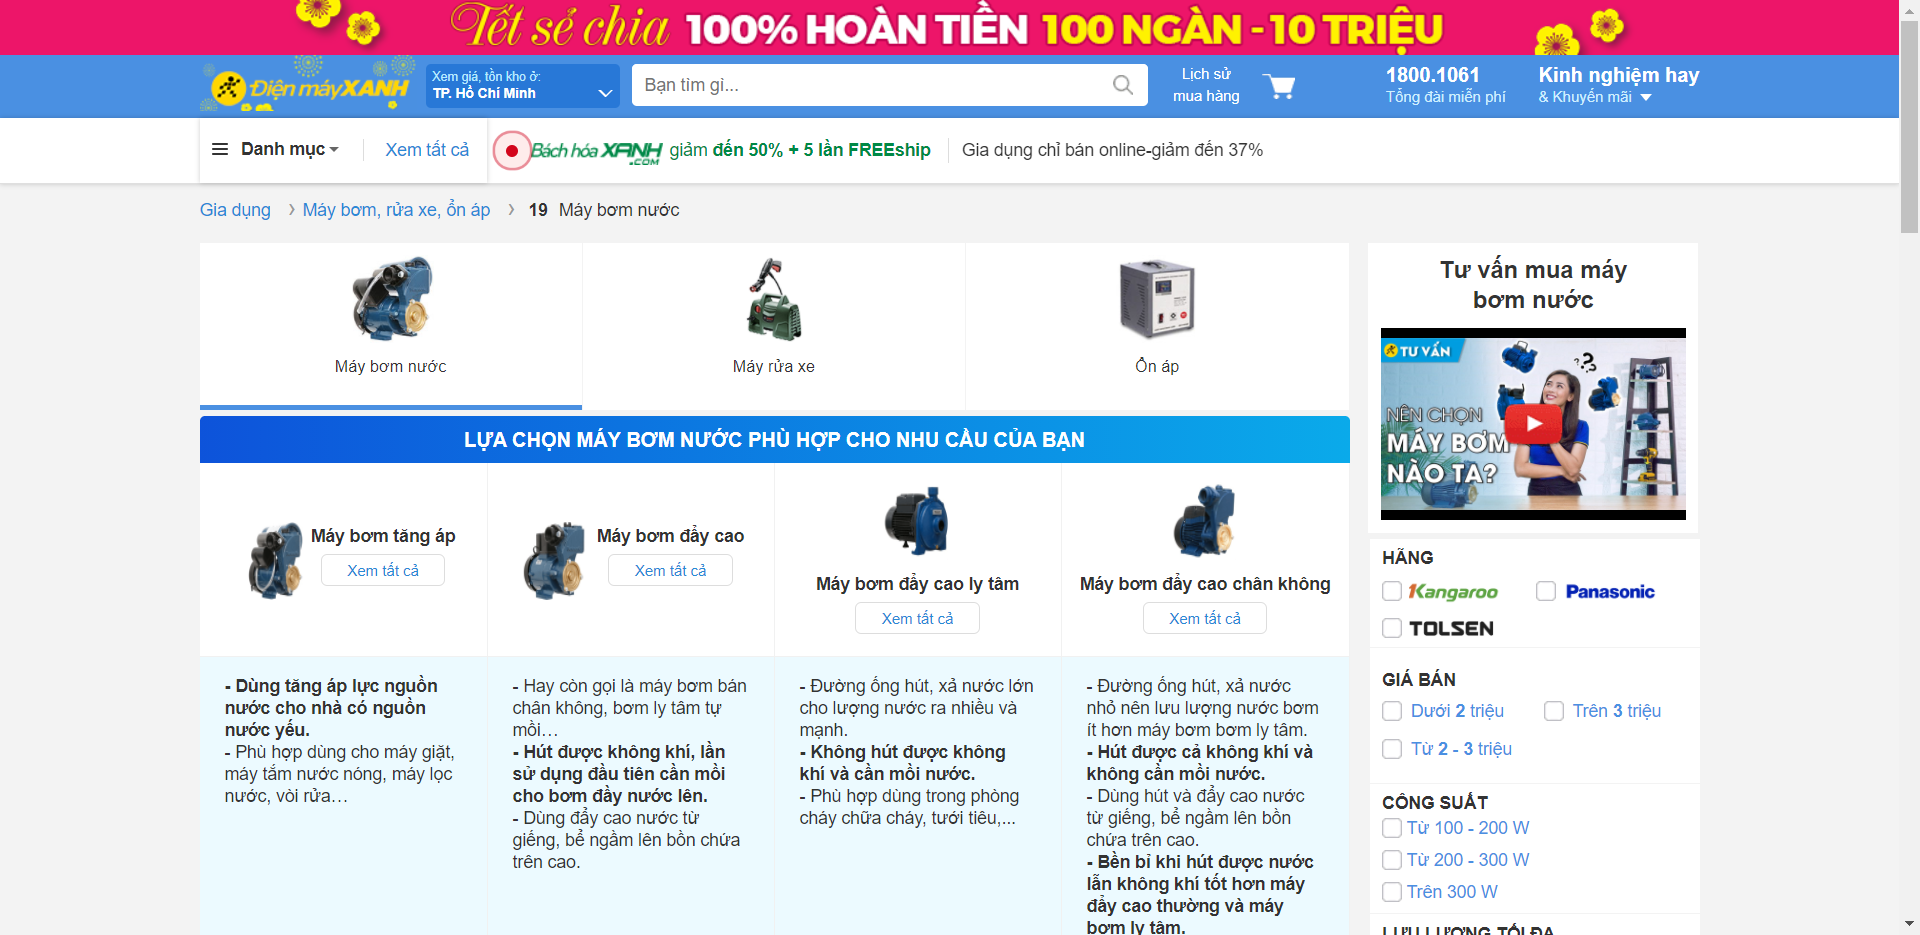 Tết sẻ chia 100% HOÀN TIỀN 100 NGÀN - 10 TRIỆU
Điện máy XANH
Xem giá, tồn kho ở:
TP. Hồ Chí Minh
Bạn tìm gì...
Lịch sử
mua hàng
1800.1061
Tổng đài miễn phí
Kinh nghiệm hay
& Khuyến mãi
Danh mục
Xem tất cả
Bách hóa XANH .COM giảm đến 50% + 5 lần FREEship
Gia dụng chỉ bán online-giảm đến 37%
Gia dụng › Máy bơm, rửa xe, ổn áp › 19 Máy bơm nước
Máy bơm nước
Máy rửa xe
Ổn áp
LỰA CHỌN MÁY BƠM NƯỚC PHÙ HỢP CHO NHU CẦU CỦA BẠN
Máy bơm tăng áp
Xem tất cả
Máy bơm đẩy cao
Xem tất cả
Máy bơm đẩy cao ly tâm
Xem tất cả
Máy bơm đẩy cao chân không
Xem tất cả
- Dùng tăng áp lực nguồn
nước cho nhà có nguồn
nước yếu.
- Phù hợp dùng cho máy giặt,
máy tắm nước nóng, máy lọc
nước, vòi rửa…
- Hay còn gọi là máy bơm bán
chân không, bơm ly tâm tự
mồi…
- Hút được không khí, lần
sử dụng đầu tiên cần mồi
cho bơm đầy nước lên.
- Dùng đẩy cao nước từ
giếng, bể ngầm lên bồn chứa
trên cao.
- Đường ống hút, xả nước lớn
cho lượng nước ra nhiều và
mạnh.
- Không hút được không
khí và cần mồi nước.
- Phù hợp dùng trong phòng
cháy chữa cháy, tưới tiêu,...
- Đường ống hút, xả nước
nhỏ nên lưu lượng nước bơm
ít hơn máy bơm bơm ly tâm.
- Hút được cả không khí và
không cần mồi nước.
- Dùng hút và đẩy cao nước
từ giếng, bể ngầm lên bồn
chứa trên cao.
- Bền bỉ khi hút được nước
lẫn không khí tốt hơn máy
đẩy cao thường và máy
bơm ly tâm.
Tư vấn mua máy
bơm nước
TƯ VẤN
NÊN CHỌN
MÁY BƠM
NÀO TA?
HÃNG
Kangaroo
Panasonic
TOLSEN
GIÁ BÁN
Dưới 2 triệu
Trên 3 triệu
Từ 2 - 3 triệu
CÔNG SUẤT
Từ 100 - 200 W
Từ 200 - 300 W
Trên 300 W
LƯU LƯỢNG TỐI ĐA